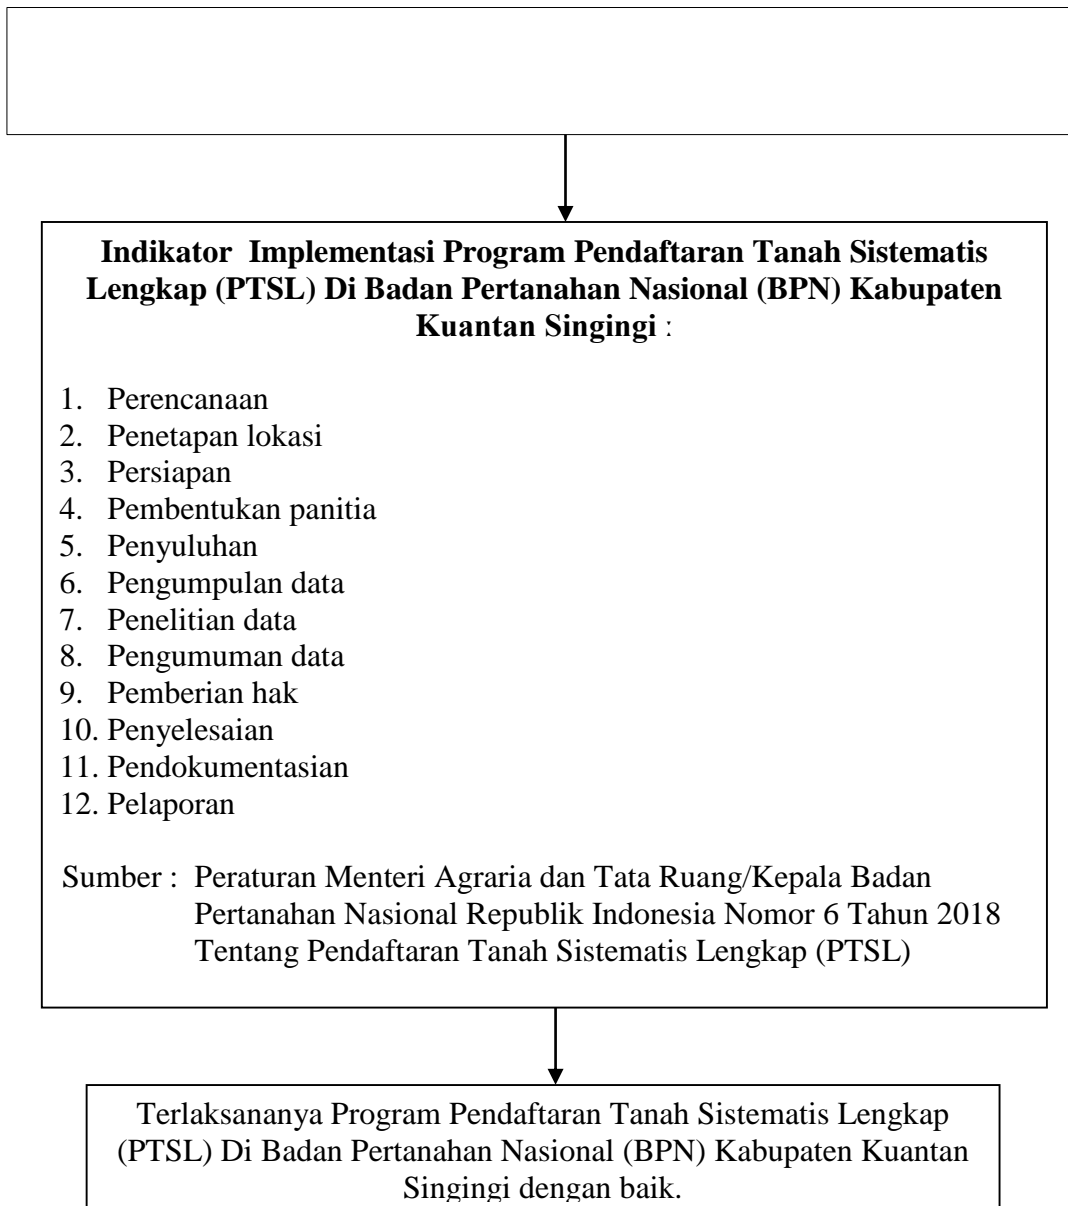 Indikator Implementasi Program Pendaftaran Tanah Sistematis
Lengkap (PTSL) Di Badan Pertanahan Nasional (BPN) Kabupaten
Kuantan Singingi :
1. Perencanaan
2. Penetapan lokasi
3. Persiapan
4. Pembentukan panitia
5. Penyuluhan
6. Pengumpulan data
7. Penelitian data
8. Pengumuman data
9. Pemberian hak
10. Penyelesaian
11. Pendokumentasian
12. Pelaporan
Sumber : Peraturan Menteri Agraria dan Tata Ruang/Kepala Badan
Pertanahan Nasional Republik Indonesia Nomor 6 Tahun 2018
Tentang Pendaftaran Tanah Sistematis Lengkap (PTSL)
Terlaksananya Program Pendaftaran Tanah Sistematis Lengkap
(PTSL) Di Badan Pertanahan Nasional (BPN) Kabupaten Kuantan
Singingi dengan baik.